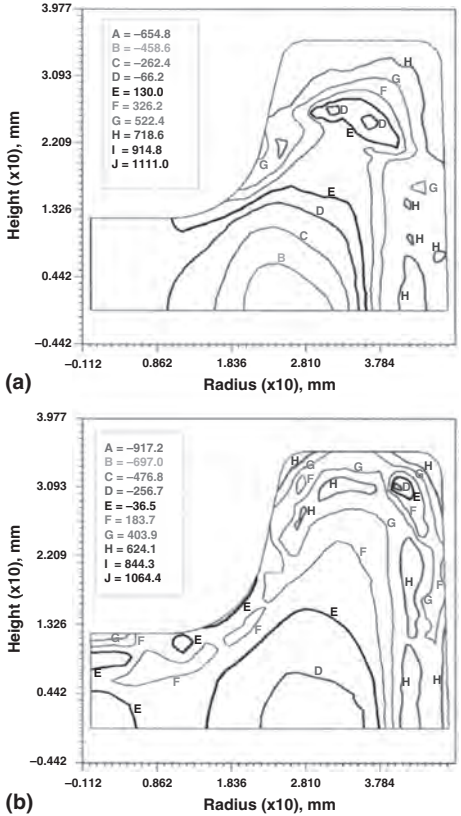 3.977
A = −654.8
B = −458.6
C = −262.4
D = −66.2
E = 130.0
F = 326.2
G = 522.4
H = 718.6
I = 914.8
J = 1111.0
H
G
F
D
D
E
G
G
H
H
H
H
E
D
C
B
3.093
2.209
1.326
0.442
−0.442
Height (x10), mm
−0.112 0.862 1.836 2.810 3.784
Radius (x10), mm
(a)
3.977
A = −917.2
B = −697.0
C = −476.8
D = −256.7
E = −36.5
F = 183.7
G = 403.9
H = 624.1
I = 844.3
J = 1064.4
H
G
G
G
H
F
H
D
E
F
H
G
F
H
F
G
H
H
E
F
G
F
E
E
F
E
E
D
3.093
2.209
1.326
0.442
−0.442
Height (x10), mm
−0.112 0.862 1.836 2.810 3.784
Radius (x10), mm
(b)